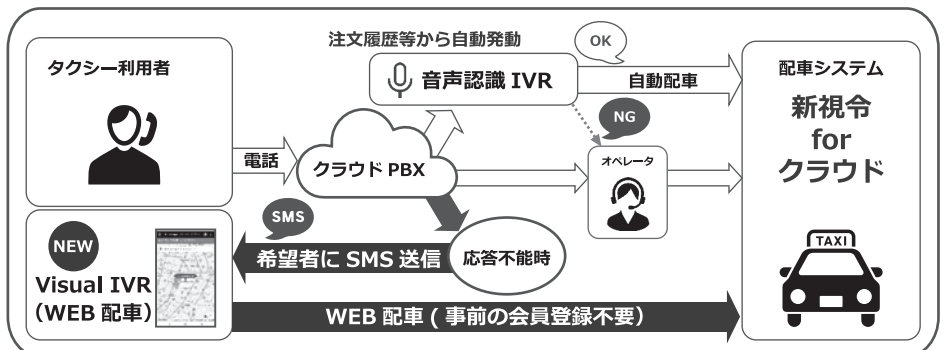 タクシー利用者
電話
クラウド PBX
注文履歴等から自動発動
音声認識 IVR
OK
自動配車
NG
オペレータ
配車システム
新視令
for
クラウド
TAXI
SMS
希望者に SMS 送信
応答不能時
NEW
Visual IVR
（WEB 配車）
WEB 配車 ( 事前の会員登録不要）